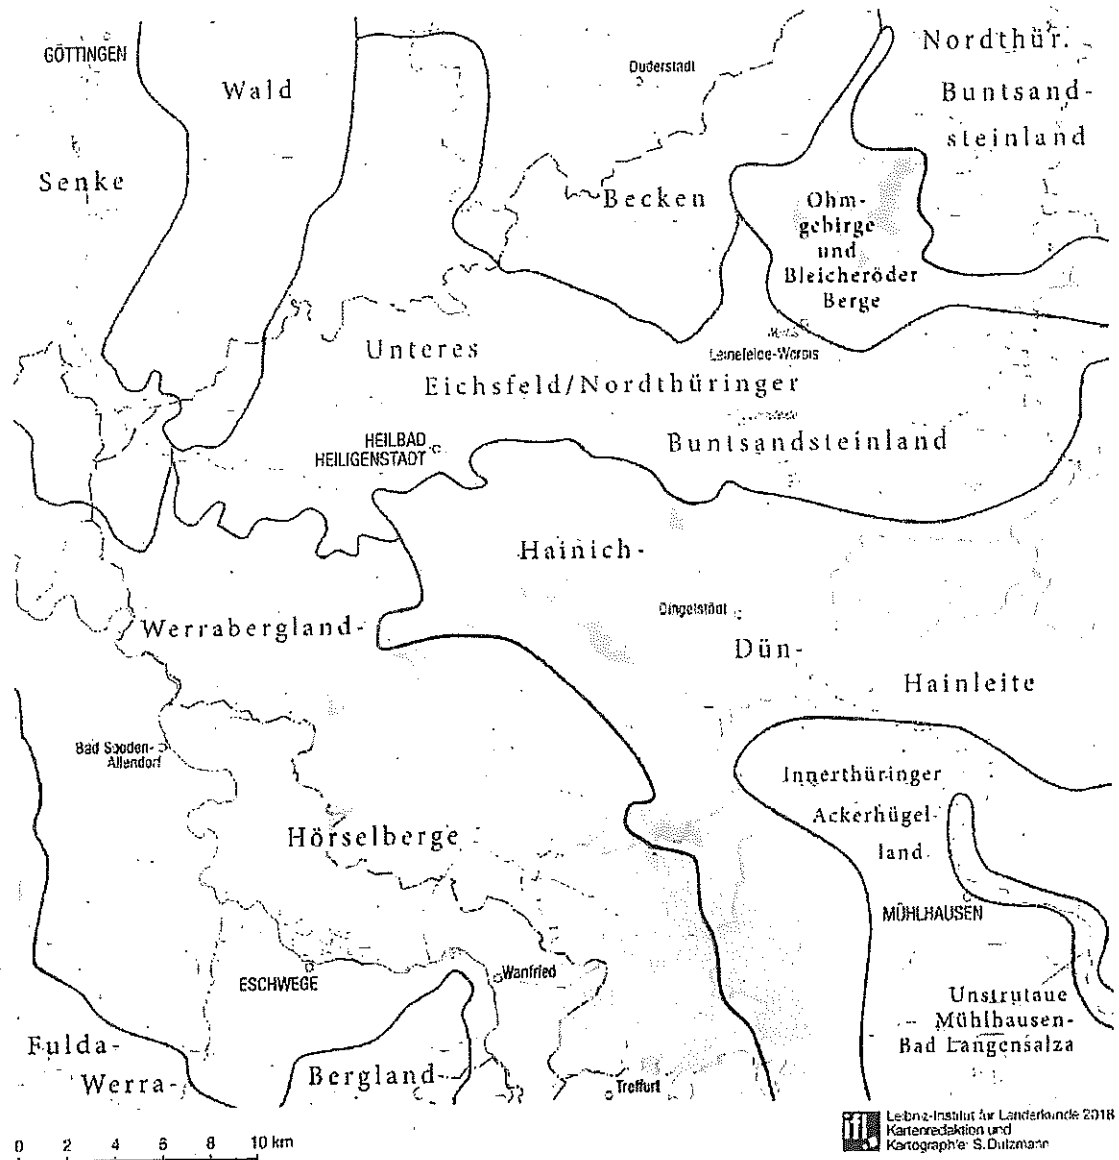 GÖTTINGEN
Wald
Duderstadt
Nordthür.
Buntsand-
steinland
Senke
Becken
Ohm-
gebirge
und
Bleicheröder
Berge
Unteres
Leinefelde-Worbis
Eichsfeld/Nordthüringer
HEILBAD
HEILIGENSTADT
Buntsandsteinland
Hainich-
Dingelstädt
Werrabergland-
Dün-
Hainleite
Bad Sooden-
Allendorf
Innerthüringer
Ackerhügel-
land
Hörselberge
MÜHLHAUSEN
ESCHWEGE
Wanfried
Unstrutaue
Mühlhausen-
Bad Langensalza
Fulda-
Werra-
Bergland
Treffurt
0 2 4 6 8 10 km
ifl
Leibniz-Institut für Länderkunde 2018
Kartenredaktion und
Kartographie: S. Dutzmann